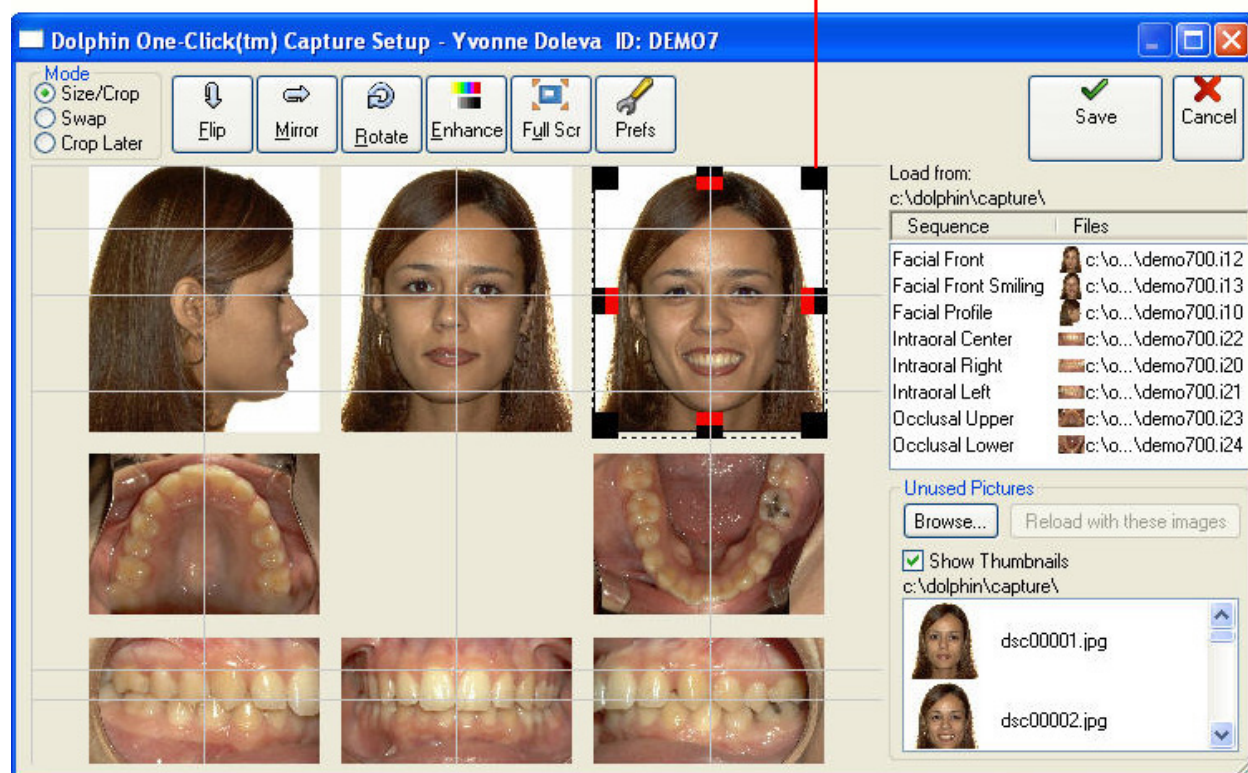 Dolphin One-Click(tm) Capture Setup - Yvonne Doleva ID: DEMO7
Mode
Size/Crop
Swap
Crop Later
Flip
Mirror
Rotate
Enhance
Full Scr
Prefs
Save
Cancel
Load from:
c:\dolphin\capture\
Sequence Files
Facial Front c:\o...\demo700.i12
Facial Front Smiling c:\o...\demo700.i13
Facial Profile c:\o...\demo700.i10
Intraoral Center c:\o...\demo700.i22
Intraoral Right c:\o...\demo700.i20
Intraoral Left c:\o...\demo700.i21
Occlusal Upper c:\o...\demo700.i23
Occlusal Lower c:\o...\demo700.i24
Unused Pictures
Browse...
Reload with these images
Show Thumbnails
c:\dolphin\capture\
dsc00001.jpg
dsc00002.jpg